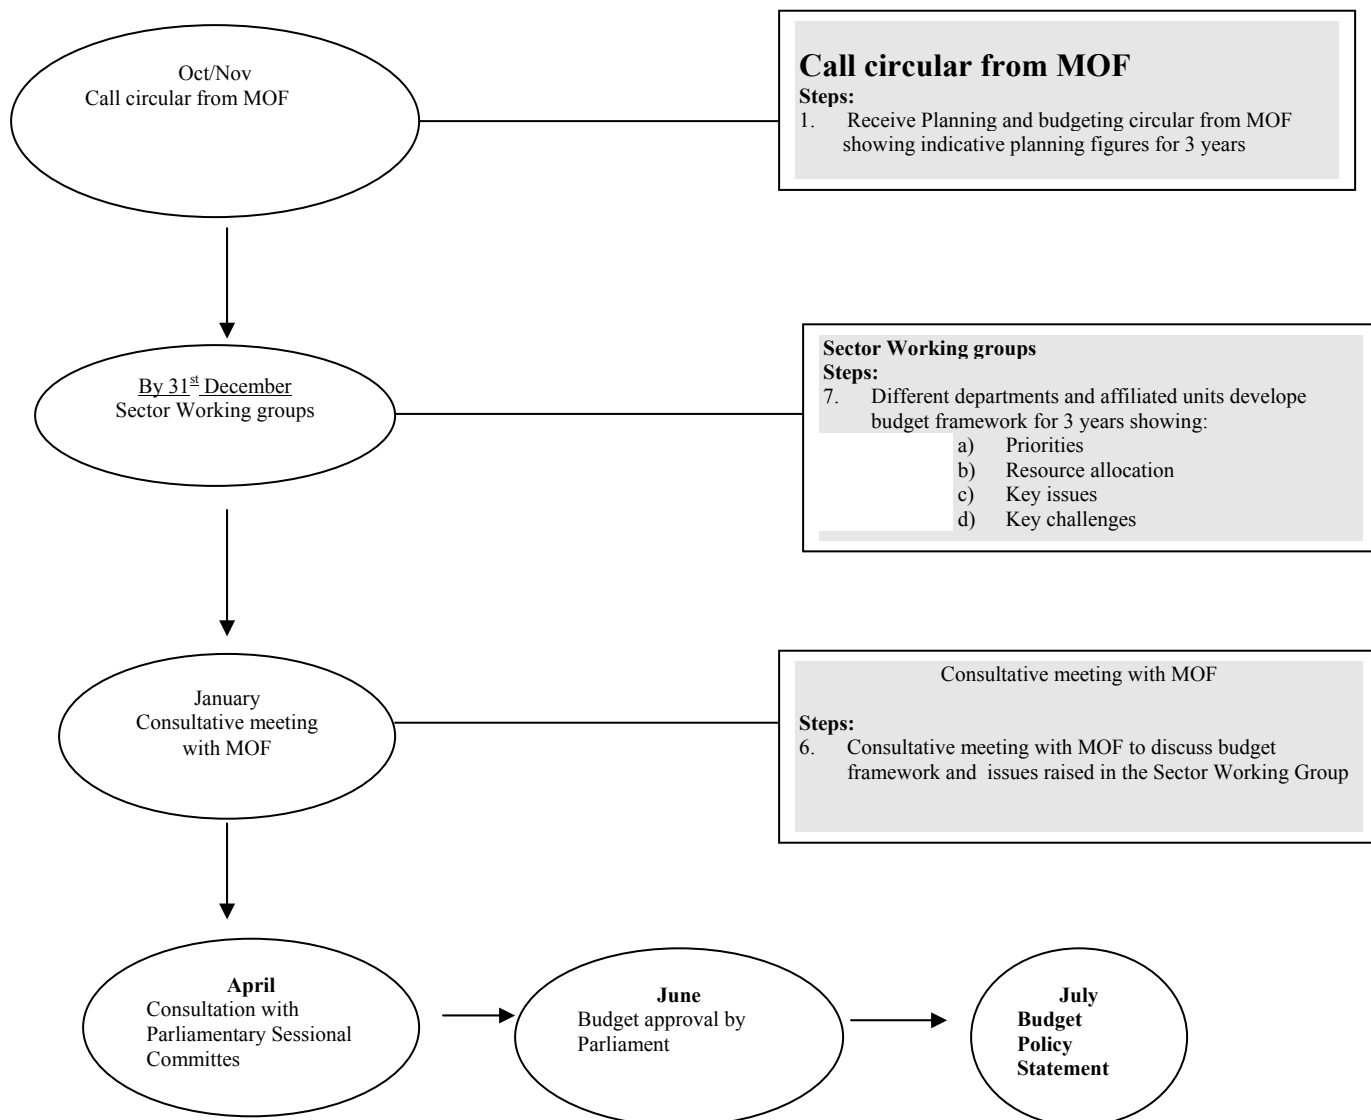 Oct/Nov
Call circular from MOF
Call circular from MOF
Steps:
1. Receive Planning and budgeting circular from MOF
showing indicative planning figures for 3 years
By 31st December
Sector Working groups
Sector Working groups
Steps:
7. Different departments and affiliated units develope
budget framework for 3 years showing:
a) Priorities
b) Resource allocation
c) Key issues
d) Key challenges
January
Consultative meeting
with MOF
Consultative meeting with MOF
Steps:
6. Consultative meeting with MOF to discuss budget
framework and issues raised in the Sector Working Group
April
Consultation with
Parliamentary Sessional
Committes
June
Budget approval by
Parliament
July
Budget
Policy
Statement